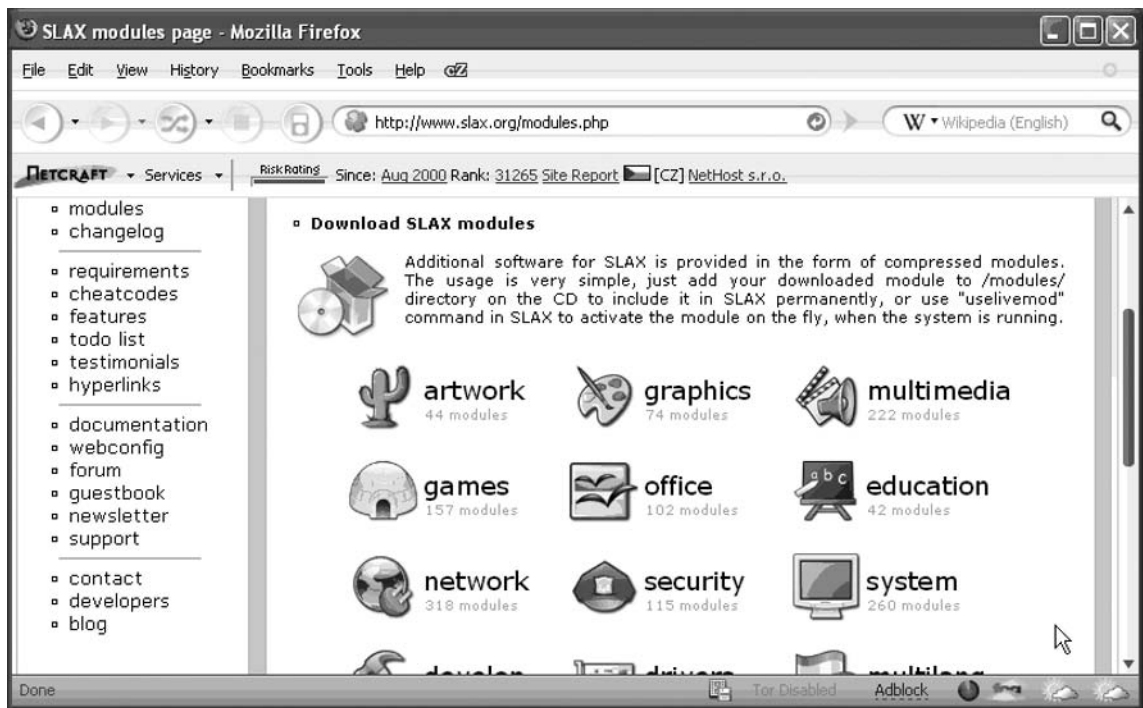 SLAX modules page - Mozilla Firefox
File Edit View History Bookmarks Tools Help
http://www.slax.org/modules.php
W Wikipedia (English)
NETCRAFT Services Risk Rating Since: Aug 2000 Rank: 31265 Site Report [CZ] NetHost s.r.o.
modules
changelog
requirements
cheatcodes
features
todo list
testimonials
hyperlinks
documentation
webconfig
forum
guestbook
newsletter
support
contact
developers
blog
Download SLAX modules
Additional software for SLAX is provided in the form of compressed modules.
The usage is very simple, just add your downloaded module to /modules/
directory on the CD to include it in SLAX permanently, or use "uselivemod"
command in SLAX to activate the module on the fly, when the system is running.
artwork
44 modules
graphics
74 modules
multimedia
222 modules
games
157 modules
office
102 modules
abc
education
42 modules
network
318 modules
security
115 modules
system
260 modules
develop
drivers
multilang
Done Tor Disabled Adblock